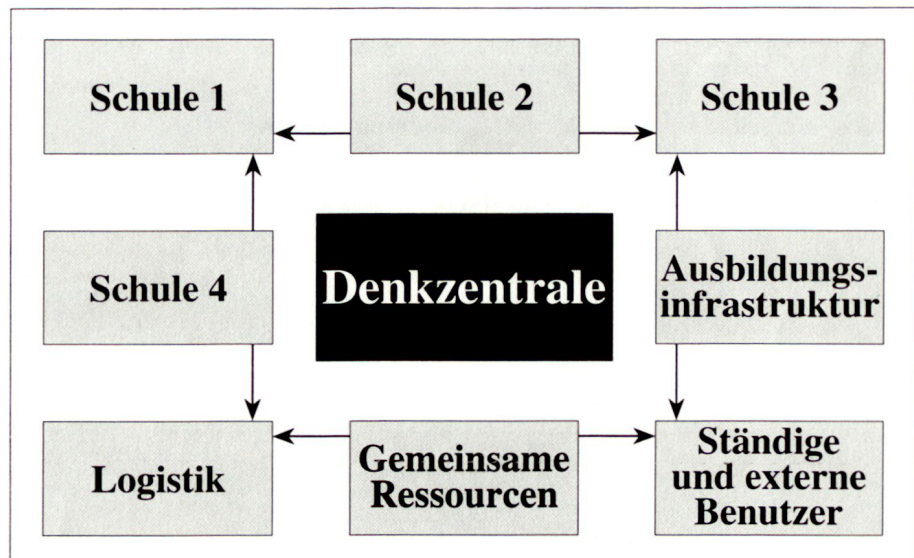 Schule 1
Schule 2
Schule 3
Schule 4
Denkzentrale
Ausbildungs-
infrastruktur
Logistik
Gemeinsame
Ressourcen
Ständige
und externe
Benutzer